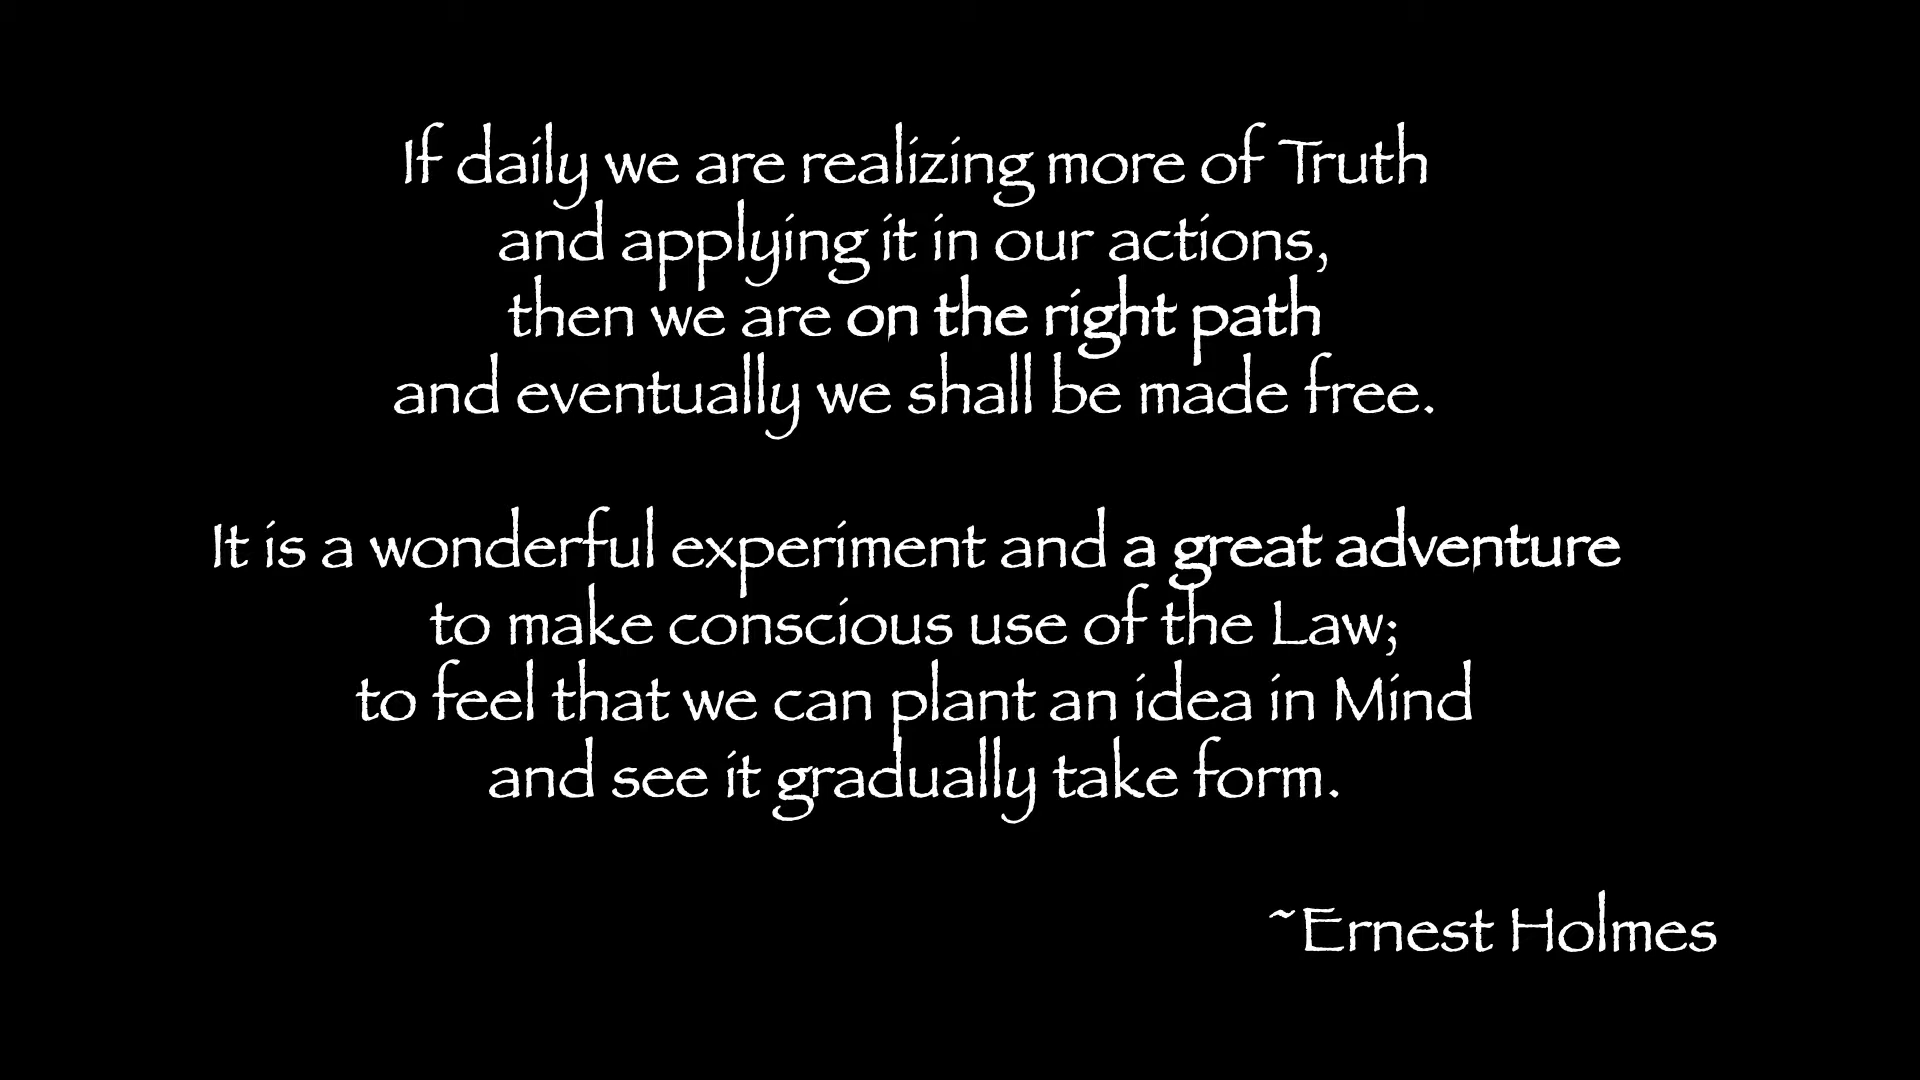 If daily we are realizing more of Truth
and applying it in our actions,
then we are on the right path
and eventually we shall be made free.
It is a wonderful experiment and a great adventure
to make conscious use of the Law;
to feel that we can plant an idea in Mind
and see it gradually take form.
~Ernest Holmes